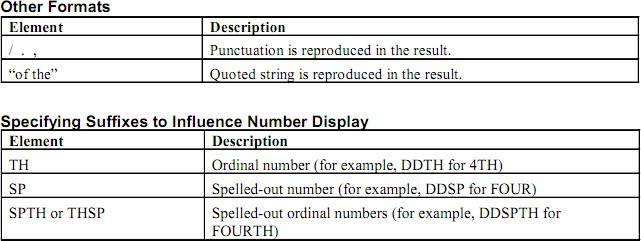 Other Formats
Element Description
/ . , Punctuation is reproduced in the result.
“of the” Quoted string is reproduced in the result.
Specifying Suffixes to Influence Number Display
Element Description
TH Ordinal number (for example, DDTH for 4TH)
SP Spelled-out number (for example, DDSP for FOUR)
SPTH or THSP Spelled-out ordinal numbers (for example, DDSPTH for
FOURTH)